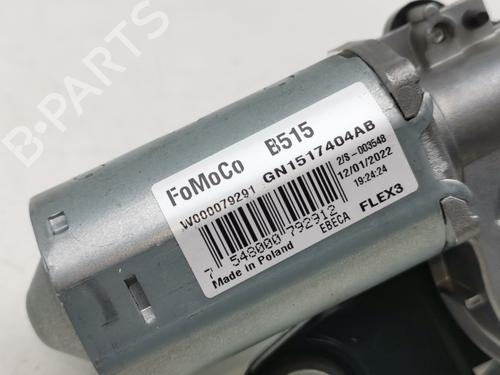 B-PARTS
FoMoCo B515
W000079291 GN1517404AB
2/S-003548
12/01/2022
19:24:24
7 548000 792912
EBECA FLEX3
Made in Poland